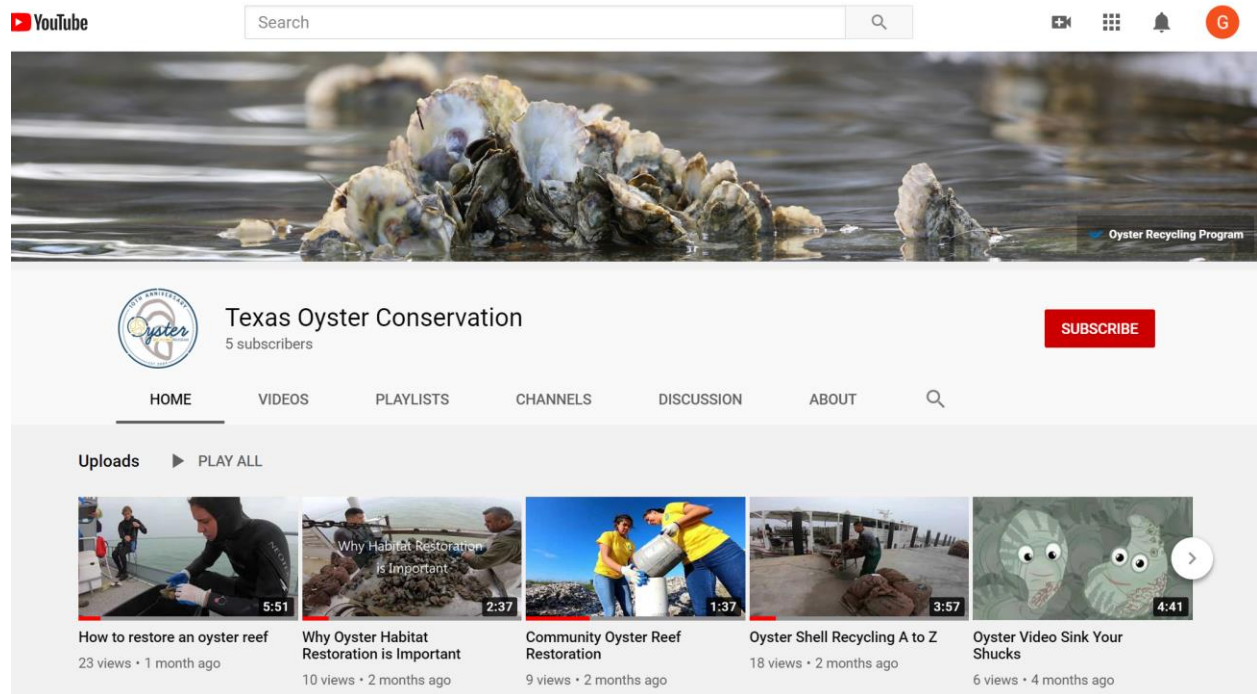 YouTube
Search
G
Oyster Recycling Program
10TH ANNIVERSARY
Oyster
Texas Oyster Conservation
5 subscribers
SUBSCRIBE
HOME VIDEOS PLAYLISTS CHANNELS DISCUSSION ABOUT
Uploads PLAY ALL
Why Habitat Restoration
is Important
NEO
5:51 2:37 1:37 3:57 4:41
How to restore an oyster reef
23 views • 1 month ago
Why Oyster Habitat
Restoration is Important
10 views • 2 months ago
Community Oyster Reef
Restoration
9 views • 2 months ago
Oyster Shell Recycling A to Z
18 views • 2 months ago
Oyster Video Sink Your
Shucks
6 views • 4 months ago